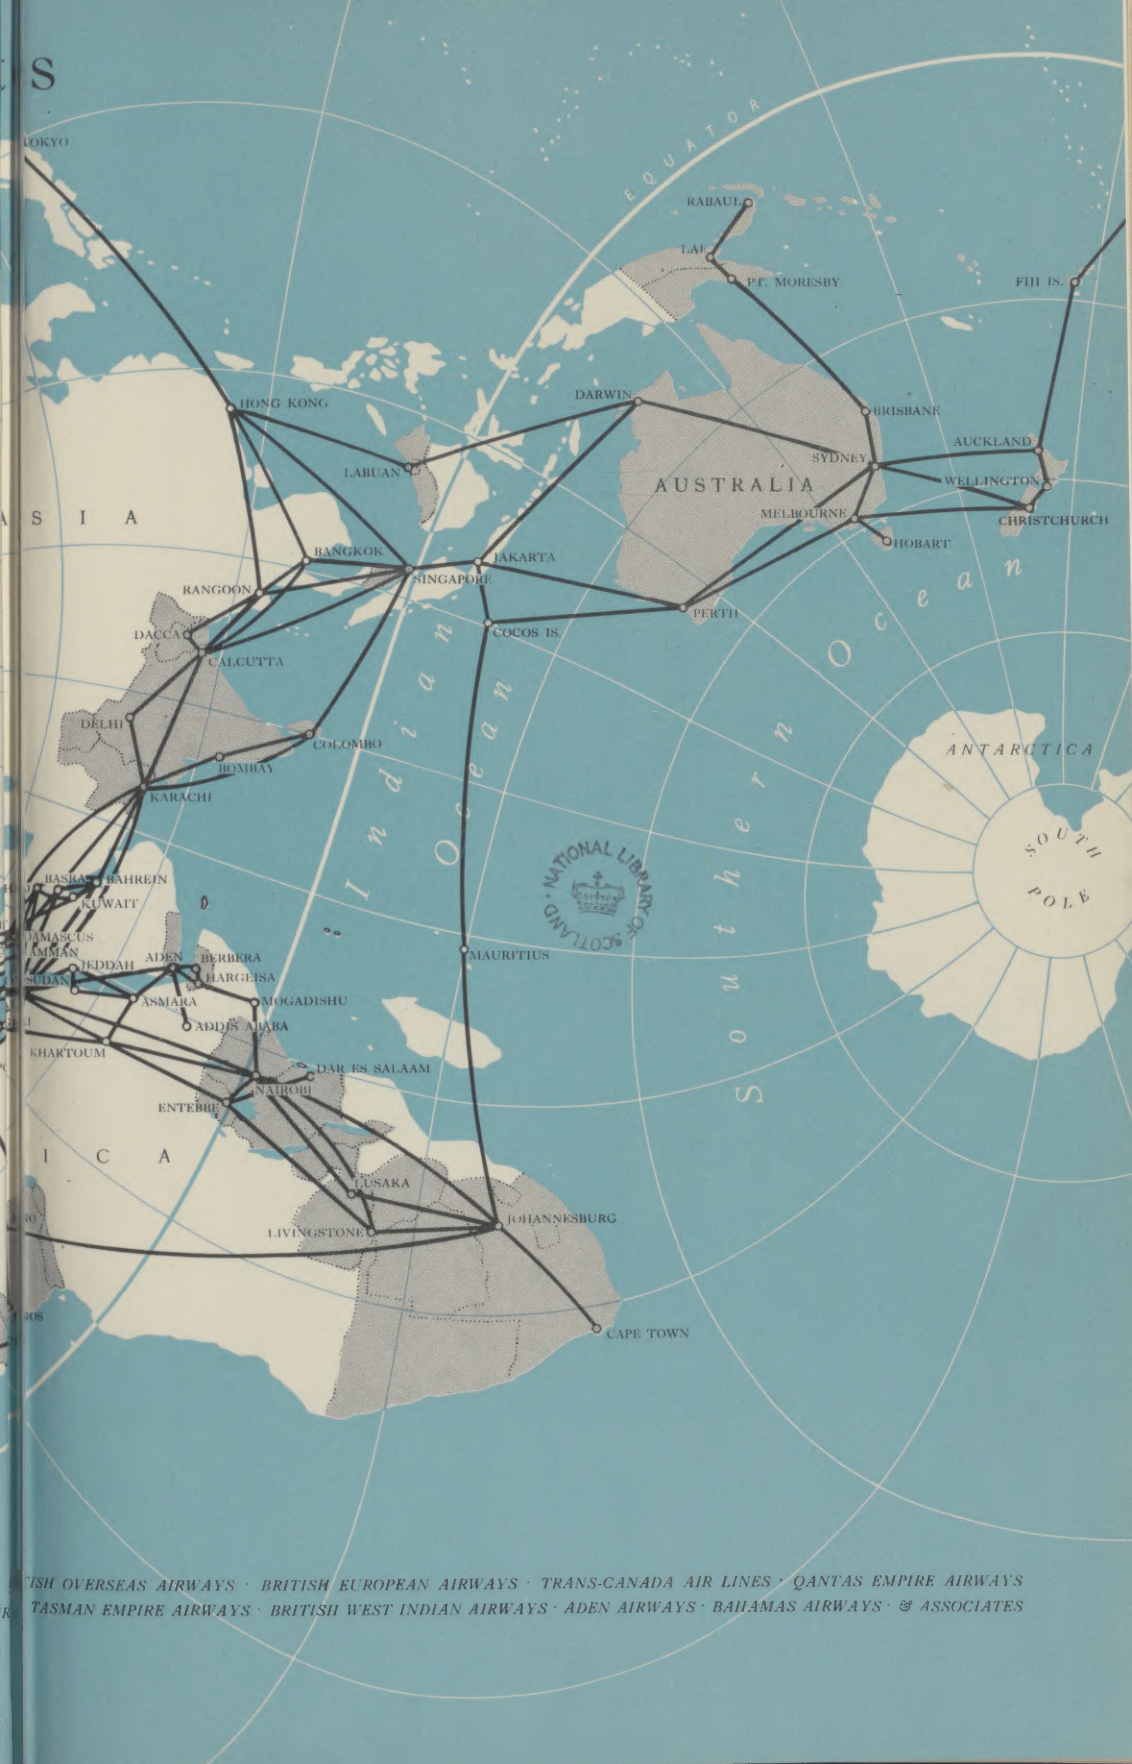 S
TOKYO
EQUATOR
RABAUL
LAE
PT. MORESBY
FIJI IS.
HONG KONG
DARWIN
BRISBANE
AUCKLAND
SYDNEY
LABUAN
WELLINGTON
AUSTRALIA
MELBOURNE
CHRISTCHURCH
SIA
HOBART
BANGKOK
JAKARTA
SINGAPORE
RANGOON
PERTH
COCOS IS.
DACCA
CALCUTTA
Indian
Ocean
Southern
Ocean
DELHI
COLOMBO
BOMBAY
KARACHI
ANTARCTICA
SOUTH
POLE
NATIONAL LIBRARY OF SCOTLAND
BASRA
BAHREIN
KUWAIT
DAMASCUS
AMMAN
JEDDAH
ADEN
BERBERA
SUDAN
HARGEISA
MAURITIUS
ASMARA
MOGADISHU
ADDIS ABABA
KHARTOUM
DAR ES SALAAM
NAIROBI
ENTEBBE
ICA
LUSAKA
JOHANNESBURG
LIVINGSTONE
GOS
CAPE TOWN
TISH OVERSEAS AIRWAYS · BRITISH EUROPEAN AIRWAYS · TRANS-CANADA AIR LINES · QANTAS EMPIRE AIRWAYS
TASMAN EMPIRE AIRWAYS · BRITISH WEST INDIAN AIRWAYS · ADEN AIRWAYS · BAHAMAS AIRWAYS · & ASSOCIATES